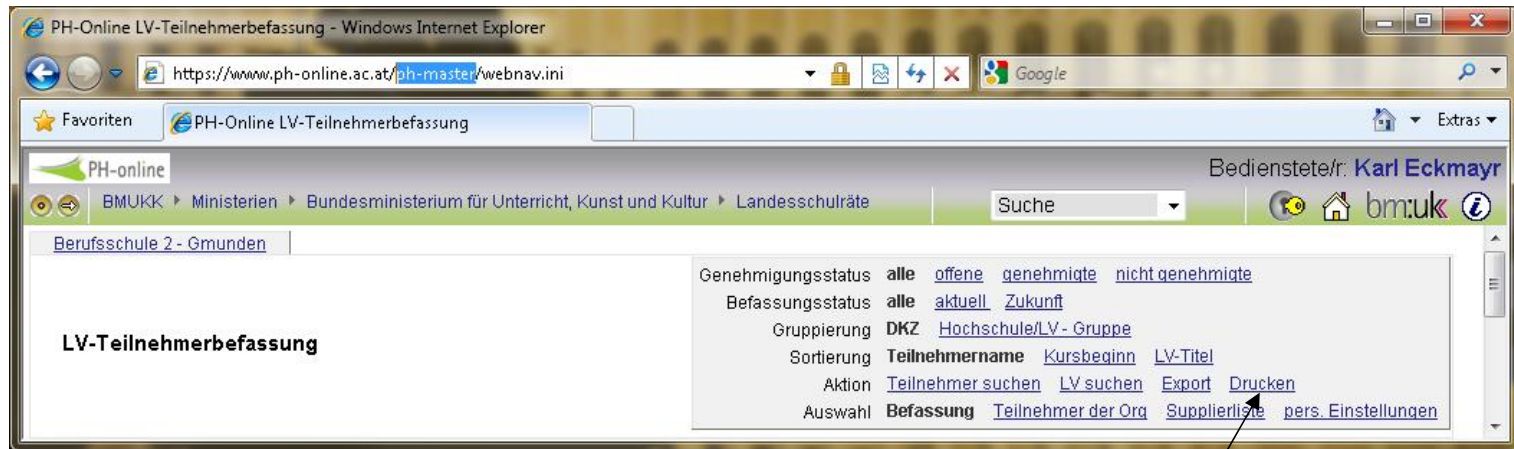 PH-Online LV-Teilnehmerbefassung - Windows Internet Explorer
https://www.ph-online.ac.at/ph-master/webnav.ini
Google
Favoriten PH-Online LV-Teilnehmerbefassung Extras
PH-online Bedienstete/r: Karl Eckmayr
BMUKK Ministerien Bundesministerium für Unterricht, Kunst und Kultur Landesschulräte Suche bm:uk i
Berufsschule 2 - Gmunden
LV-Teilnehmerbefassung
Genehmigungsstatus alle offene genehmigte nicht genehmigte
Befassungsstatus alle aktuell Zukunft
Gruppierung DKZ Hochschule/LV - Gruppe
Sortierung Teilnehmername Kursbeginn LV-Titel
Aktion Teilnehmer suchen LV suchen Export Drucken
Auswahl Befassung Teilnehmer der Org Supplierliste pers. Einstellungen